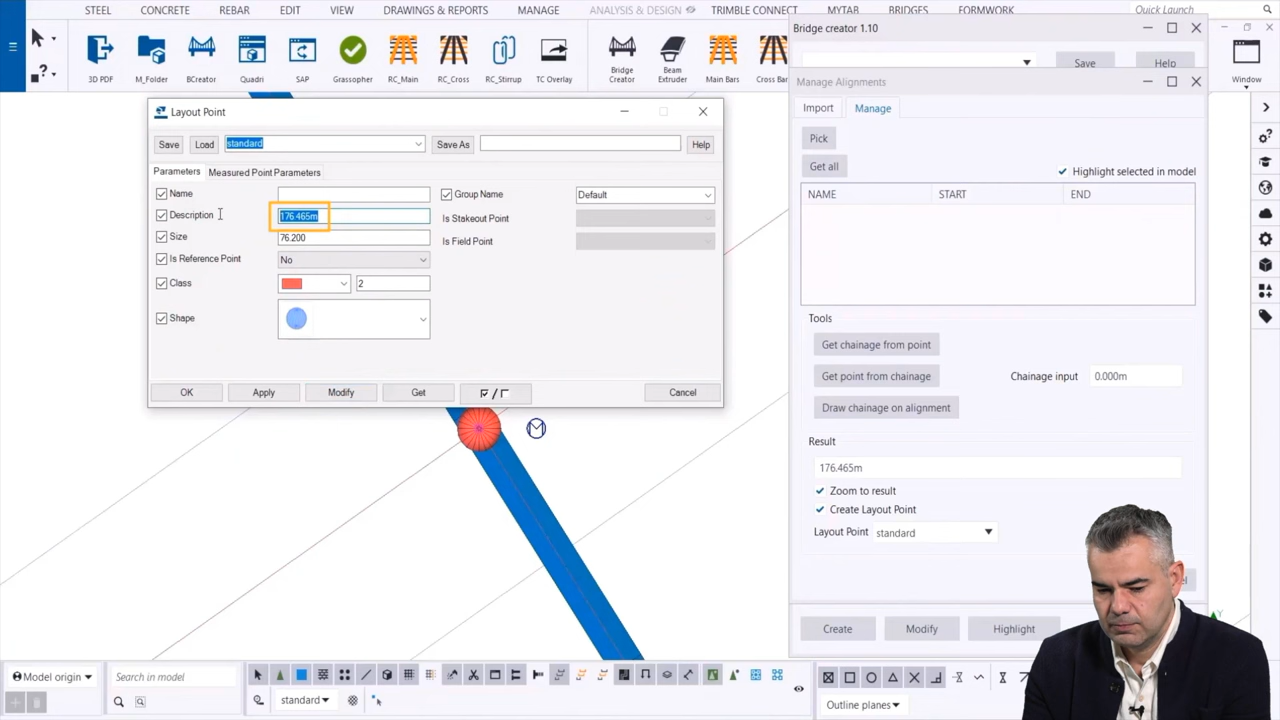 STEEL CONCRETE REBAR EDIT VIEW DRAWINGS & REPORTS MANAGE ANALYSIS & DESIGN TRIMBLE CONNECT MYTAB BRIDGES FORMWORK Quick Launch
3D PDF M_Folder BCreator Quadri SAP Grassopher RC_Main RC_Cross RC_Stirrup TC Overlay Bridge Creator Beam Extruder Main Bars Cross Bar Window
Bridge creator 1.10
Save Help
Manage Alignments
Import Manage
Pick
Get all
Highlight selected in model
NAME START END
Tools
Get chainage from point
Get point from chainage Chainage input 0.000m
Draw chainage on alignment
Result
176.465m
Zoom to result
Create Layout Point
Layout Point standard
Create Modify Highlight
Layout Point
Save Load standard Save As Help
Parameters Measured Point Parameters
Name Group Name Default
Description 176.465m Is Stakeout Point
Size 76.200 Is Field Point
Is Reference Point No
Class 2
Shape
OK Apply Modify Get / Cancel
Model origin Search in model
standard
Outline planes